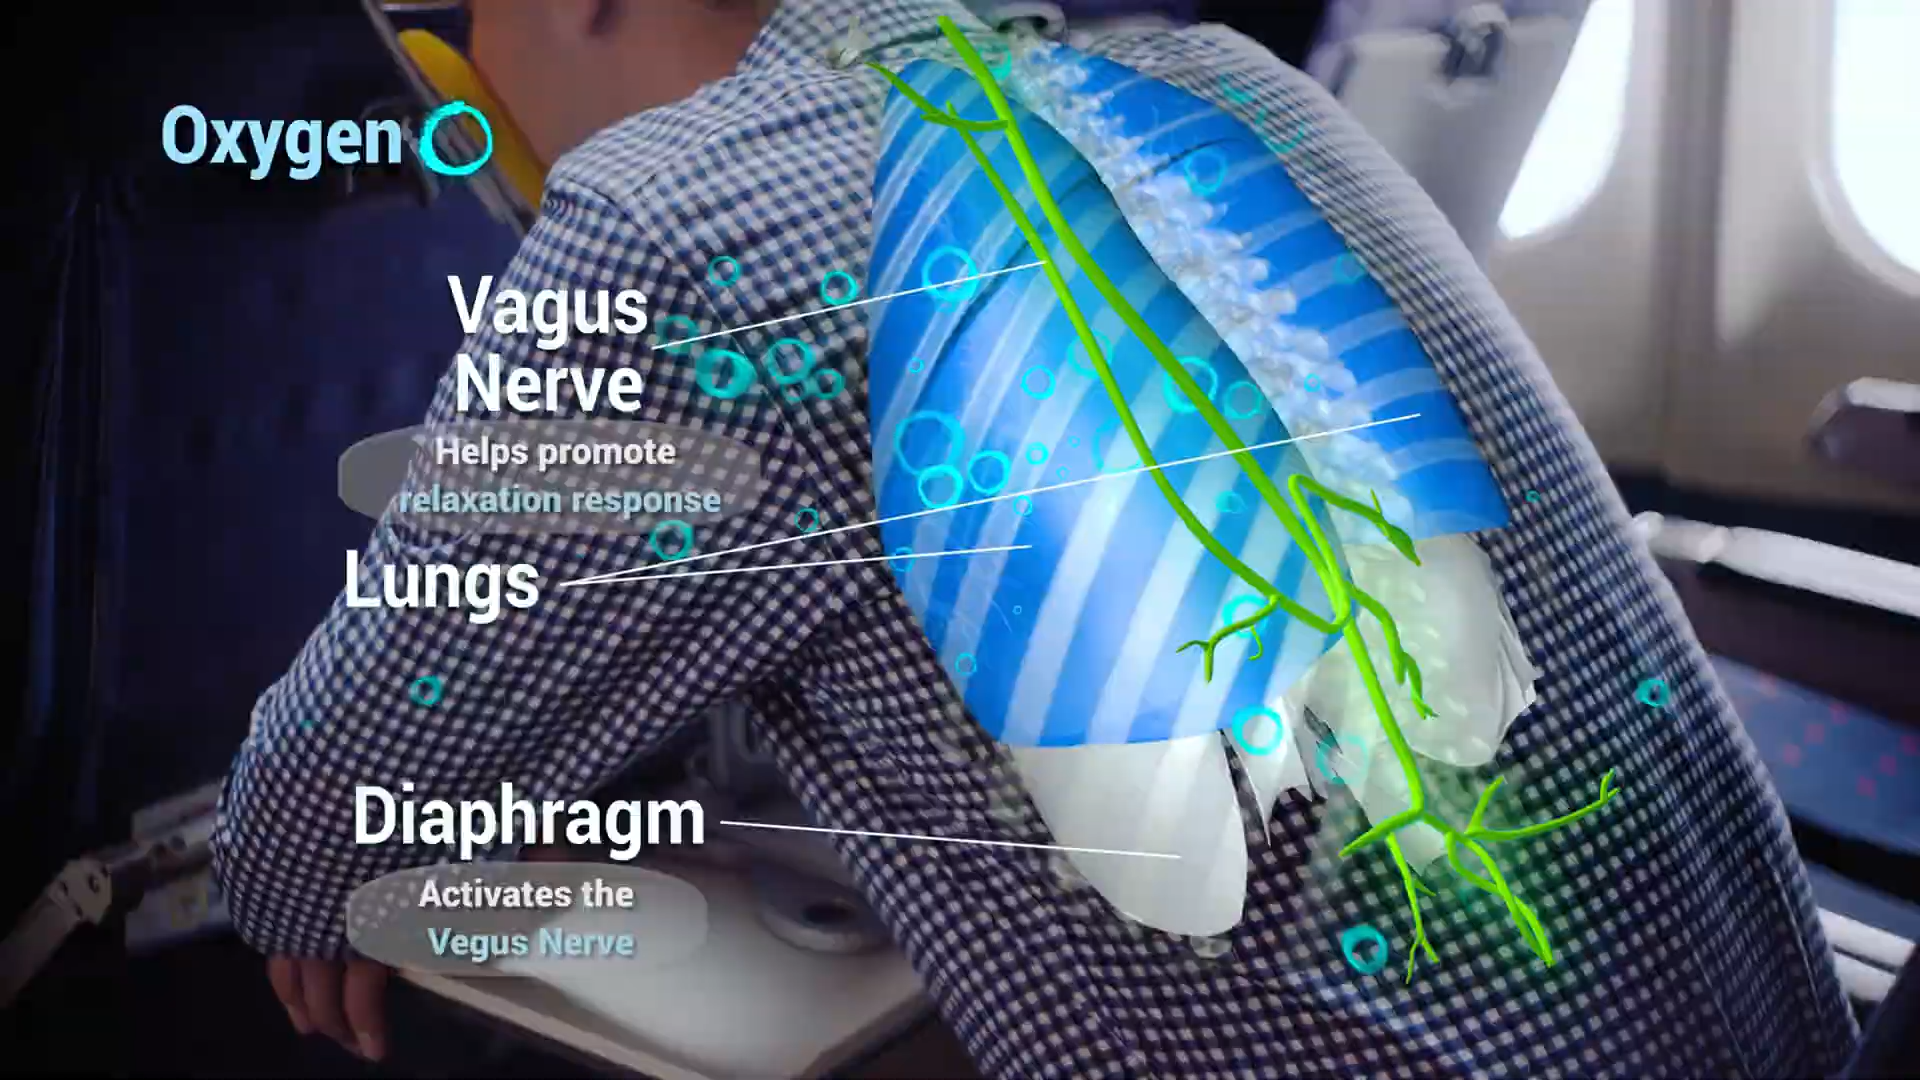 Oxygen
Vagus
Nerve
Helps promote
relaxation response
Lungs
Diaphragm
Activates the
Vegus Nerve